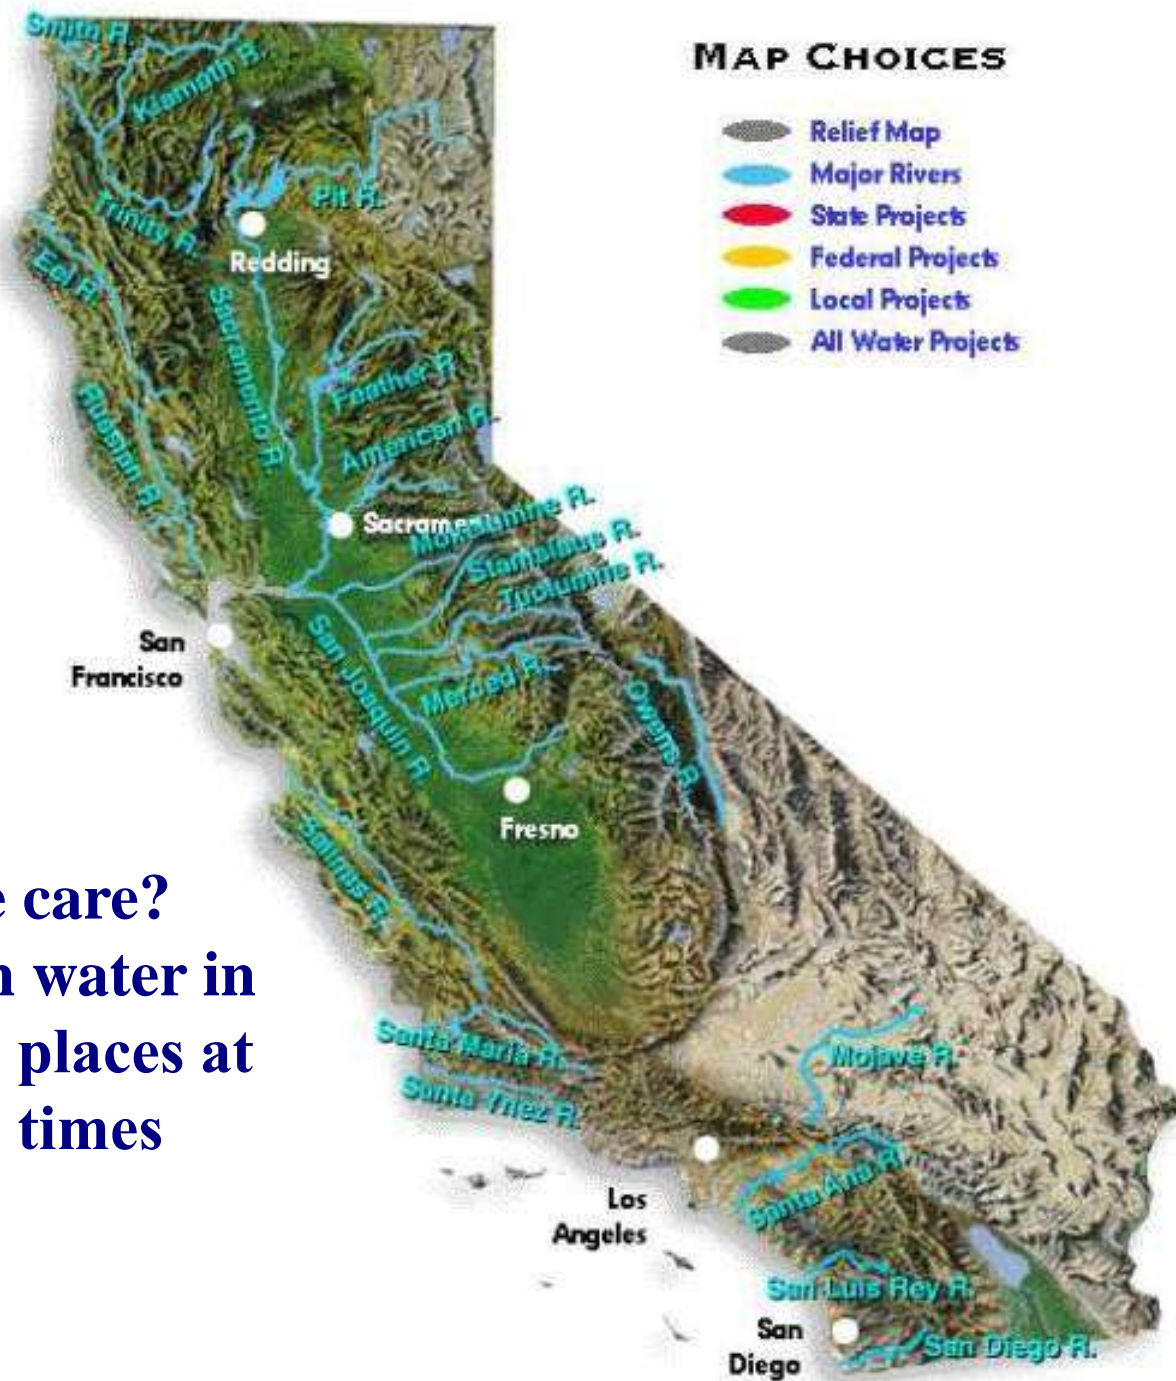 Smith R.
MAP CHOICES
Klamath R.
Relief Map
Major Rivers
Trinity R.
Pit R.
State Projects
Redding
Federal Projects
Eel R.
Local Projects
All Water Projects
Sacramento R.
Feather R.
Russian R.
American R.
Mokelumne R.
Stanislaus R.
Tuolumne R.
San
Francisco
San Joaquin R.
Merced R.
Owens R.
Fresno
Salinas R.
e care?
n water in
places at
times
Santa Maria R.
Mojave R.
Santa Ynez R.
Santa Ana R.
Los
Angeles
San Luis Rey R.
San
Diego
San Diego R.